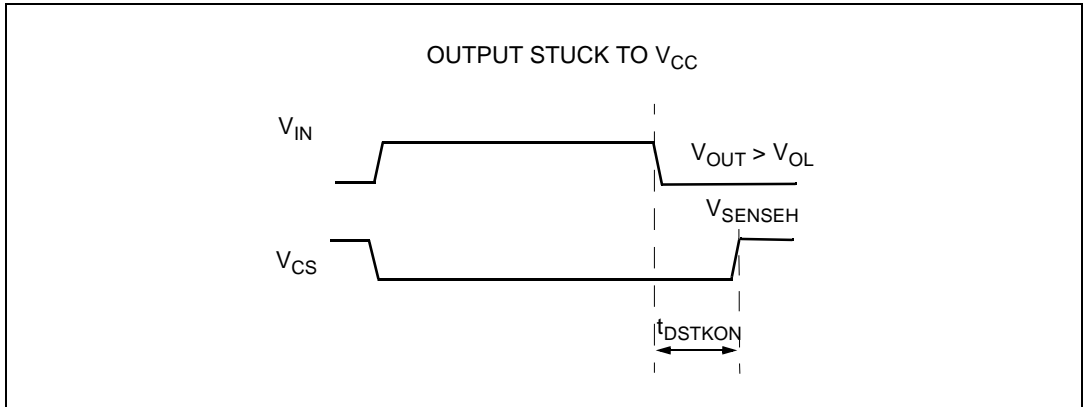 OUTPUT STUCK TO V_CC
V_IN
V_OUT > V_OL
V_SENSEH
V_CS
t_DSTKON